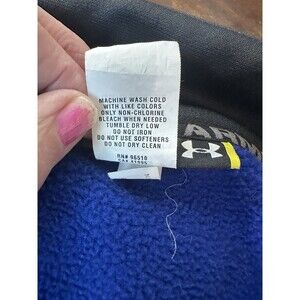 MACHINE WASH COLD
WITH LIKE COLORS
ONLY NON-CHLORINE
BLEACH WHEN NEEDED
TUMBLE DRY LOW
DO NOT IRON
DO NOT USE SOFTENERS
DO NOT DRY CLEAN
RN# 96510